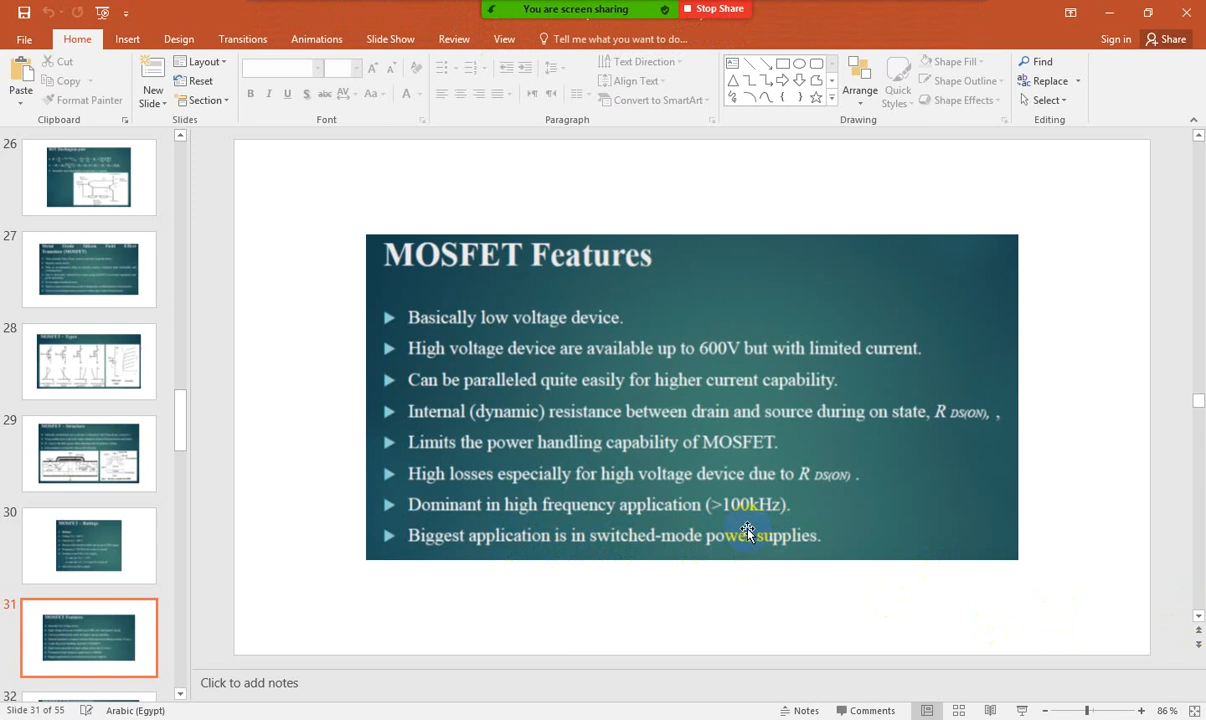 You are screen sharing
Stop Share
File
Home
Insert
Design
Transitions
Animations
Slide Show
Review
View
Tell me what you want to do...
Sign in
Share
Paste
Cut
Copy
Format Painter
Clipboard
New
Slide
Layout
Reset
Section
Slides
B I U S abc AV Aa A
Font
Text Direction
Align Text
Convert to SmartArt
Paragraph
Arrange
Quick
Styles
Shape Fill
Shape Outline
Shape Effects
Drawing
Find
Replace
Select
Editing
26
27
28
29
30
31
32
MOSFET Features
Basically low voltage device.
High voltage device are available up to 600V but with limited current.
Can be paralleled quite easily for higher current capability.
Internal (dynamic) resistance between drain and source during on state, R DS(ON), ,
Limits the power handling capability of MOSFET.
High losses especially for high voltage device due to R DS(ON) .
Dominant in high frequency application (>100kHz).
Biggest application is in switched-mode power supplies.
Click to add notes
Slide 31 of 55
Arabic (Egypt)
Notes
Comments
86 %